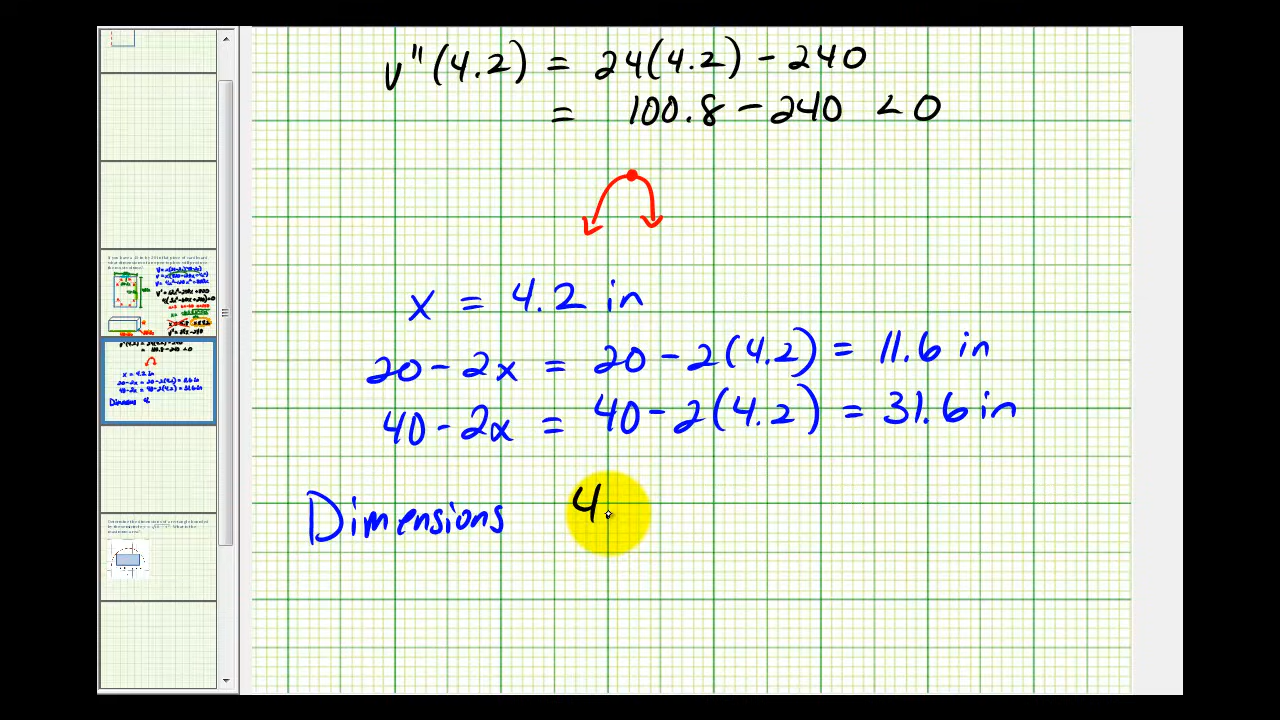 v"(4.2) = 24(4.2) - 240
= 100.8 - 240 < 0
x = 4.2 in
20 - 2x = 20 - 2(4.2) = 11.6 in
40 - 2x = 40 - 2(4.2) = 31.6 in
Dimensions 4.